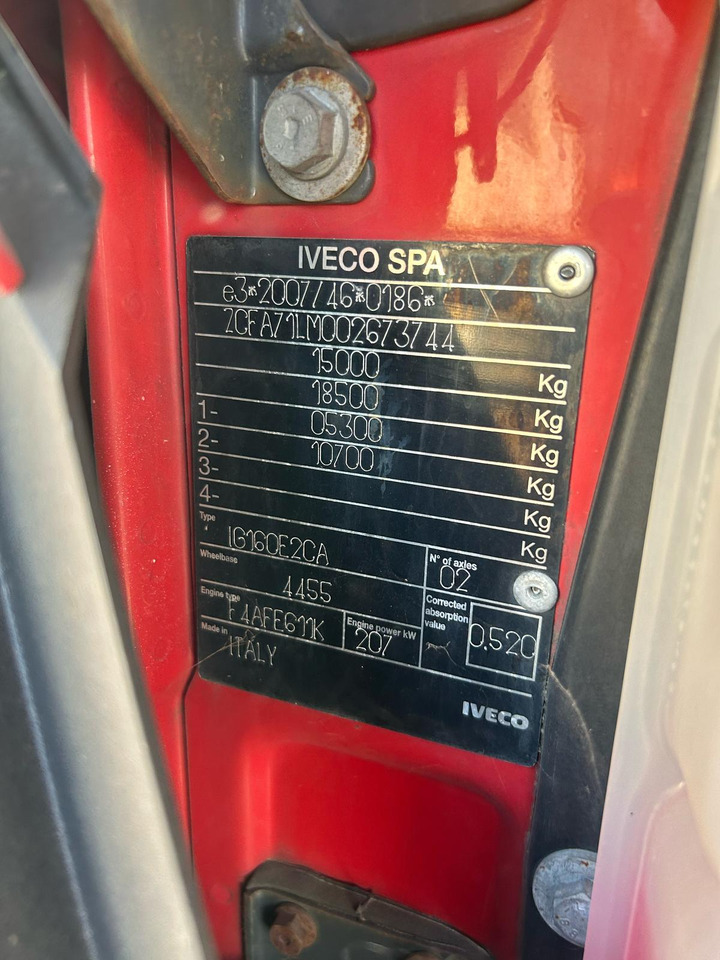 IVECO SPA
e3*2007/46*0186*
ZCFA71LM002673744
15000 Kg
18500 Kg
1- 05300 Kg
2- 10700 Kg
3- Kg
4- Kg
Type
IG160E2CA
N° of axles
02
Wheelbase
4455
Corrected absorption value
0.520
Engine type
F4AFE611K
Engine power kW
207
Made in
ITALY
IVECO